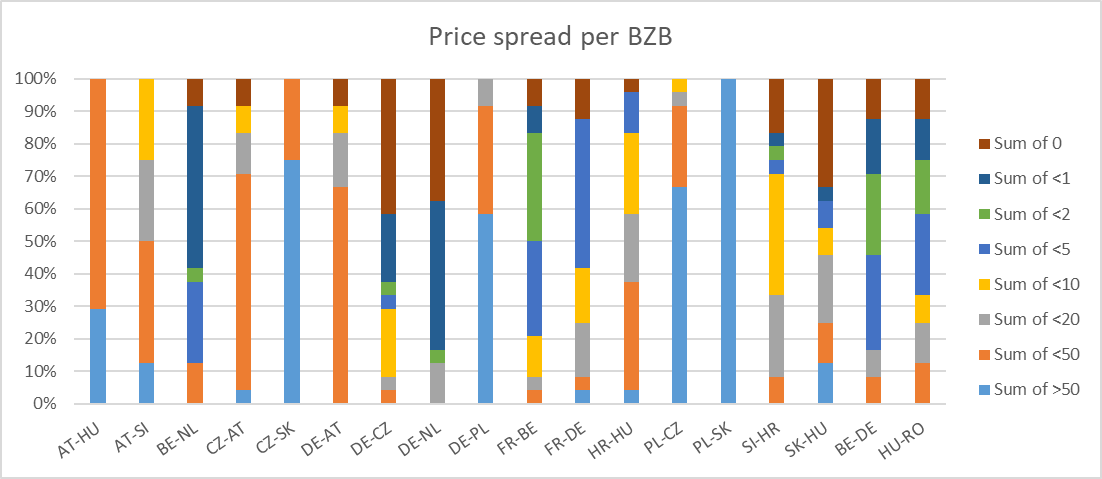 Price spread per BZB
100%
90%
80%
70%
60%
50%
40%
30%
20%
10%
0%
AT-HU
AT-SI
BE-NL
CZ-AT
CZ-SK
DE-AT
DE-CZ
DE-NL
DE-PL
FR-BE
FR-DE
HR-HU
PL-CZ
PL-SK
SI-HR
SK-HU
BE-DE
HU-RO
Sum of 0
Sum of <1
Sum of <2
Sum of <5
Sum of <10
Sum of <20
Sum of <50
Sum of >50